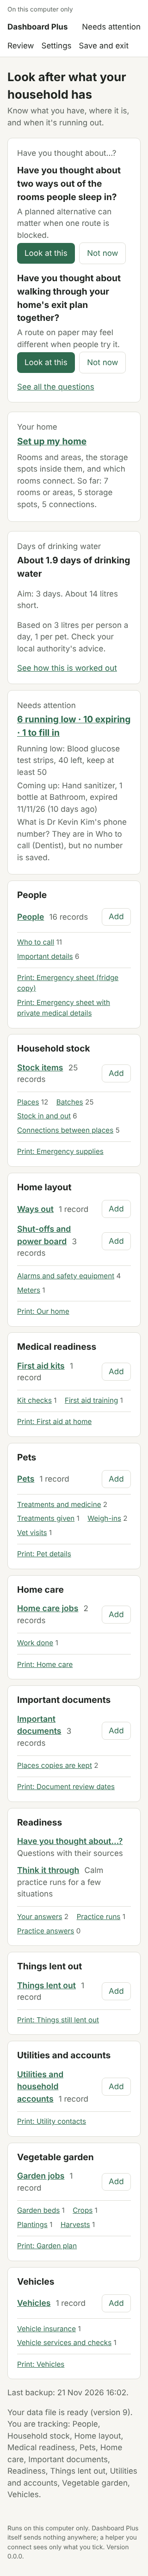 On this computer only
Dashboard Plus
Needs attention
Review Settings Save and exit
Look after what your
household has
Know what you have, where it is,
and when it's running out.
Have you thought about...?
Have you thought about
two ways out of the
rooms people sleep in?
A planned alternative can
matter when one route is
blocked.
Look at this
Not now
Have you thought about
walking through your
home's exit plan
together?
A route on paper may feel
different when people try it.
Look at this
Not now
See all the questions
Your home
Set up my home
Rooms and areas, the storage
spots inside them, and which
rooms connect. So far: 7
rooms or areas, 5 storage
spots, 5 connections.
Days of drinking water
About 1.9 days of drinking
water
Aim: 3 days. About 14 litres
short.
Based on 3 litres per person a
day, 1 per pet. Check your
local authority's advice.
See how this is worked out
Needs attention
6 running low · 10 expiring
· 1 to fill in
Running low: Blood glucose
test strips, 40 left, keep at
least 50
Coming up: Hand sanitizer, 1
bottle at Bathroom, expired
11/11/26 (10 days ago)
What is Dr Kevin Kim's phone
number? They are in Who to
call (Dentist), but no number
is saved.
People
People 16 records
Add
Who to call 11
Important details 6
Print: Emergency sheet (fridge
copy)
Print: Emergency sheet with
private medical details
Household stock
Stock items 25
records
Add
Places 12 Batches 25
Stock in and out 6
Connections between places 5
Print: Emergency supplies
Home layout
Ways out 1 record
Add
Shut-offs and
power board 3
records
Add
Alarms and safety equipment 4
Meters 1
Print: Our home
Medical readiness
First aid kits 1
record
Add
Kit checks 1 First aid training 1
Print: First aid at home
Pets
Pets 1 record
Add
Treatments and medicine 2
Treatments given 1 Weigh-ins 2
Vet visits 1
Print: Pet details
Home care
Home care jobs 2
records
Add
Work done 1
Print: Home care
Important documents
Important
documents 3
records
Add
Places copies are kept 2
Print: Document review dates
Readiness
Have you thought about...?
Questions with their sources
Think it through Calm
practice runs for a few
situations
Your answers 2 Practice runs 1
Practice answers 0
Things lent out
Things lent out 1
record
Add
Print: Things still lent out
Utilities and accounts
Utilities and
household
accounts 1 record
Add
Print: Utility contacts
Vegetable garden
Garden jobs 1
record
Add
Garden beds 1 Crops 1
Plantings 1 Harvests 1
Print: Garden plan
Vehicles
Vehicles 1 record
Add
Vehicle insurance 1
Vehicle services and checks 1
Print: Vehicles
Last backup: 21 Nov 2026 16:02.
Your data file is ready (version 9).
You are tracking: People,
Household stock, Home layout,
Medical readiness, Pets, Home
care, Important documents,
Readiness, Things lent out, Utilities
and accounts, Vegetable garden,
Vehicles.
Runs on this computer only. Dashboard Plus
itself sends nothing anywhere; a helper you
connect sees only what you tick. Version
0.0.0.